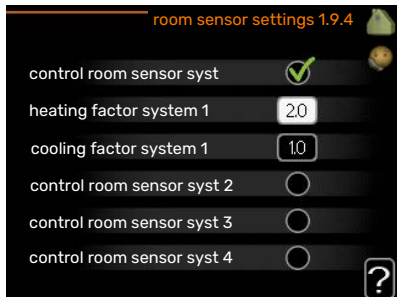 room sensor settings 1.9.4
control room sensor syst
heating factor system 1 2.0
cooling factor system 1 1.0
control room sensor syst 2
control room sensor syst 3
control room sensor syst 4
?